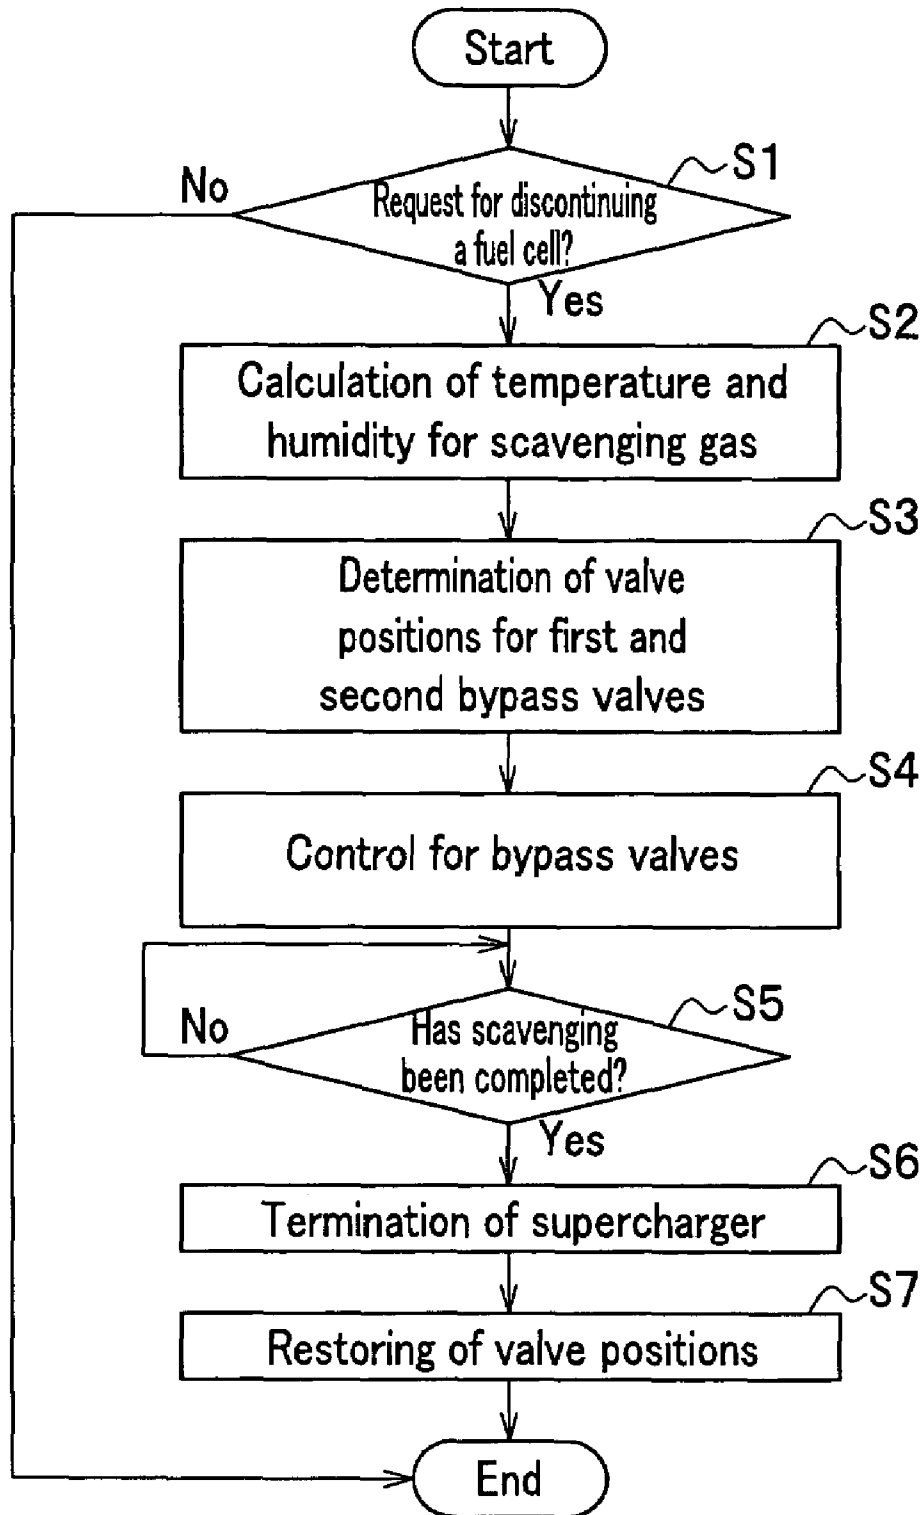 Start
S1
No
Request for discontinuing
a fuel cell?
Yes
S2
Calculation of temperature and
humidity for scavenging gas
S3
Determination of valve
positions for first and
second bypass valves
S4
Control for bypass valves
S5
No
Has scavenging
been completed?
Yes
S6
Termination of supercharger
S7
Restoring of valve positions
End